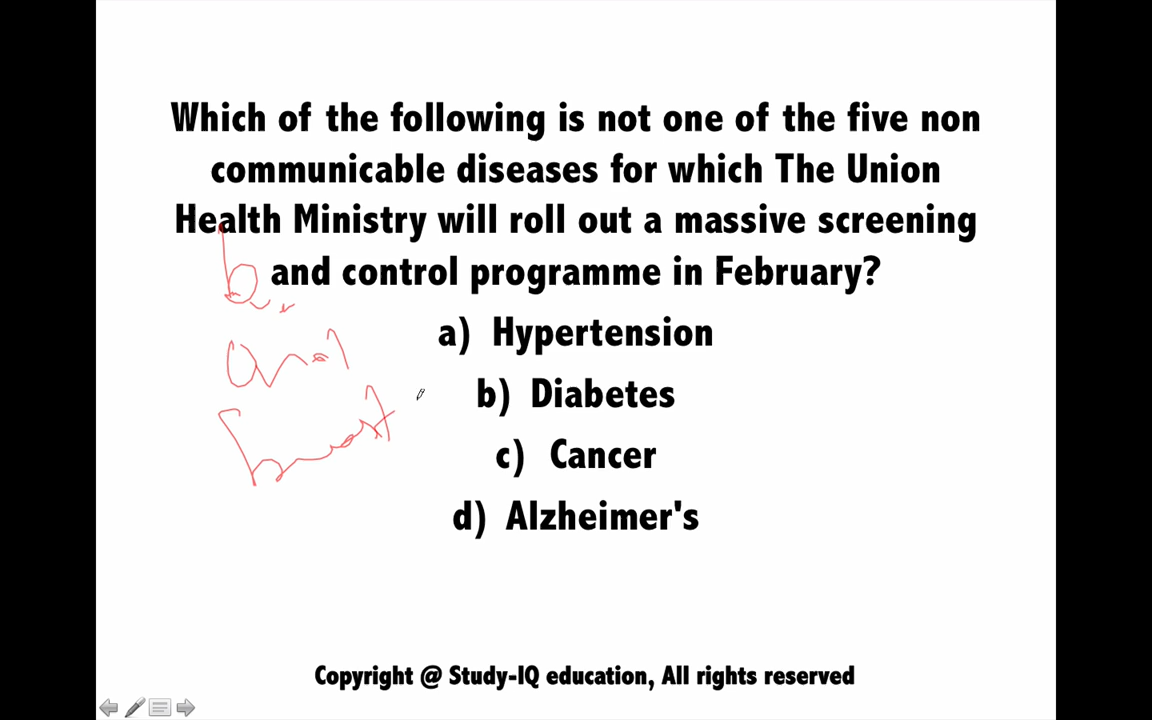 Which of the following is not one of the five non
communicable diseases for which The Union
Health Ministry will roll out a massive screening
and control programme in February?
a) Hypertension
b) Diabetes
c) Cancer
d) Alzheimer's
Copyright @ Study-IQ education, All rights reserved